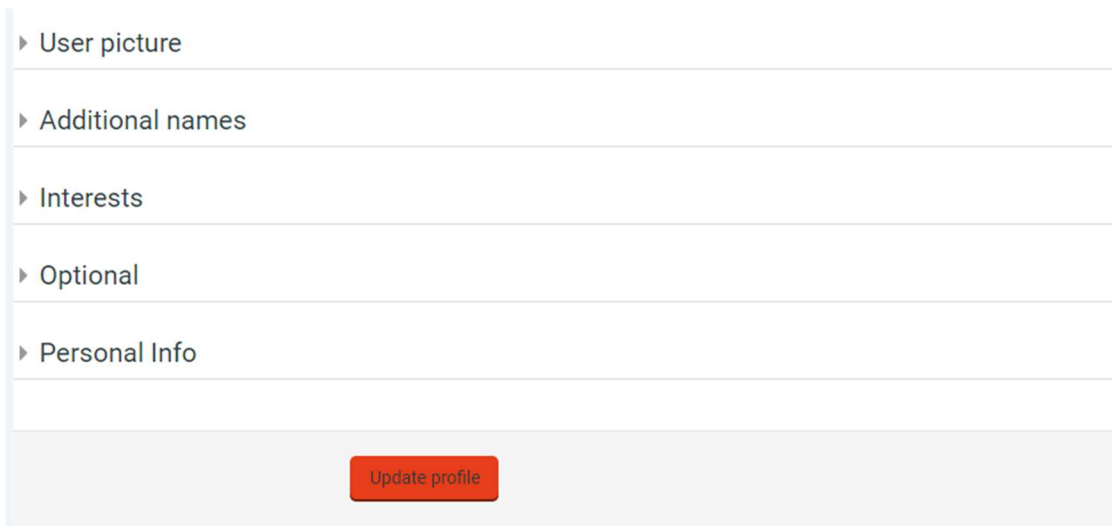 User picture
Additional names
Interests
Optional
Personal Info
Update profile